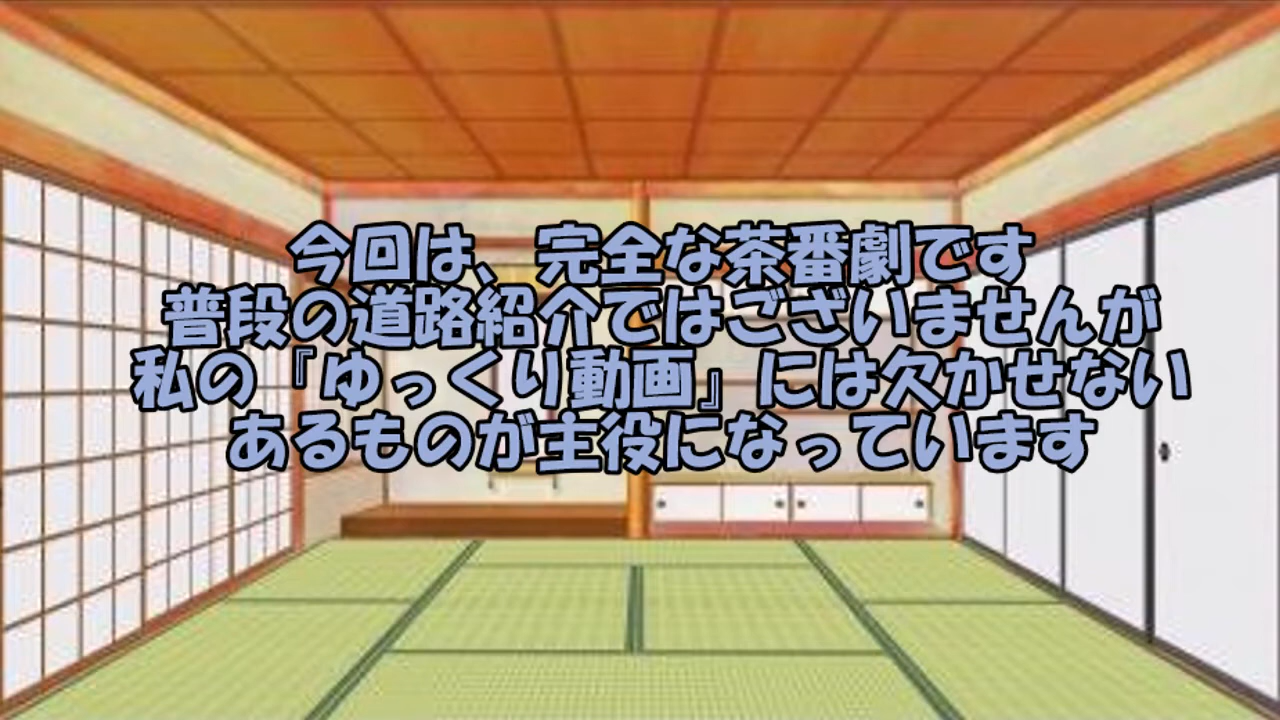 今回は、完全な茶番劇です
普段の道路紹介ではございませんが
私の『ゆっくり動画』には欠かせない
あるものが主役になっています